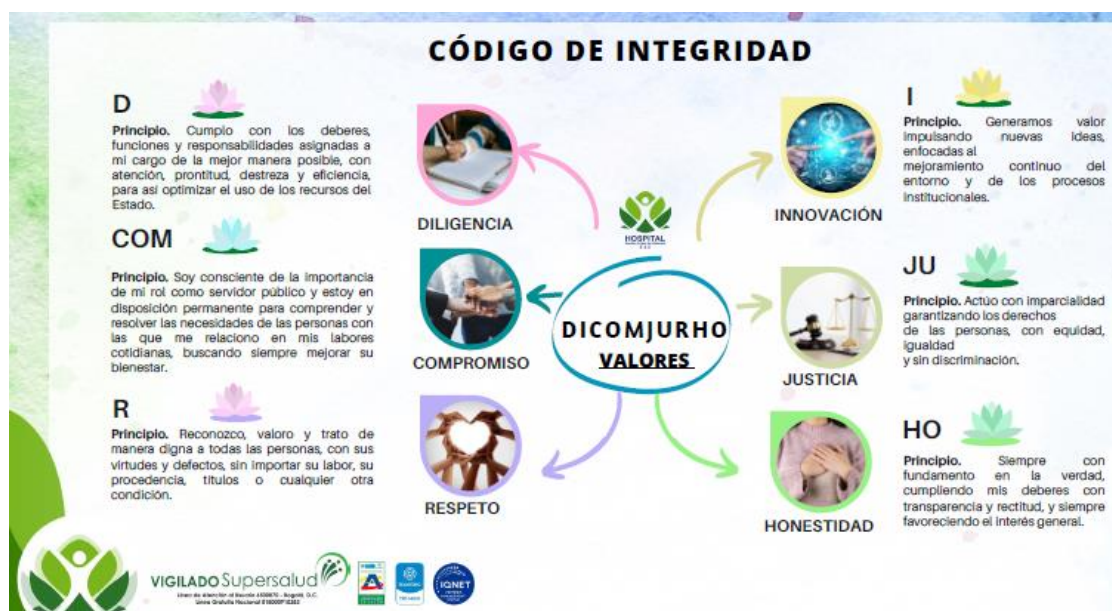 CÓDIGO DE INTEGRIDAD
D
Principio. Cumplo con los deberes,
funciones y responsabilidades asignadas a
mi cargo de la mejor manera posible, con
atención, prontitud, destreza y eficiencia,
para así optimizar el uso de los recursos del
Estado.
DILIGENCIA
COM
Principio. Soy consciente de la importancia
de mi rol como servidor público y estoy en
disposición permanente para comprender y
resolver las necesidades de las personas con
las que me relaciono en mis labores
cotidianas, buscando siempre mejorar su
bienestar.
COMPROMISO
R
Principio. Reconozco, valoro y trato de
manera digna a todas las personas, con sus
virtudes y defectos, sin importar su labor, su
procedencia, títulos o cualquier otra
condición.
RESPETO
HOSPITAL
DICOMJURHO
VALORES
I
Principio. Generamos valor
impulsando nuevas ideas,
enfocadas al
mejoramiento continuo del
entorno y de los procesos
institucionales.
INNOVACIÓN
JU
Principio. Actúo con imparcialidad
garantizando los derechos
de las personas, con equidad,
igualdad
y sin discriminación.
JUSTICIA
HO
Principio. Siempre con
fundamento en la verdad,
cumpliendo mis deberes con
transparencia y rectitud, y siempre
favoreciendo el interés general.
HONESTIDAD
VIGILADO Supersalud
IQNET